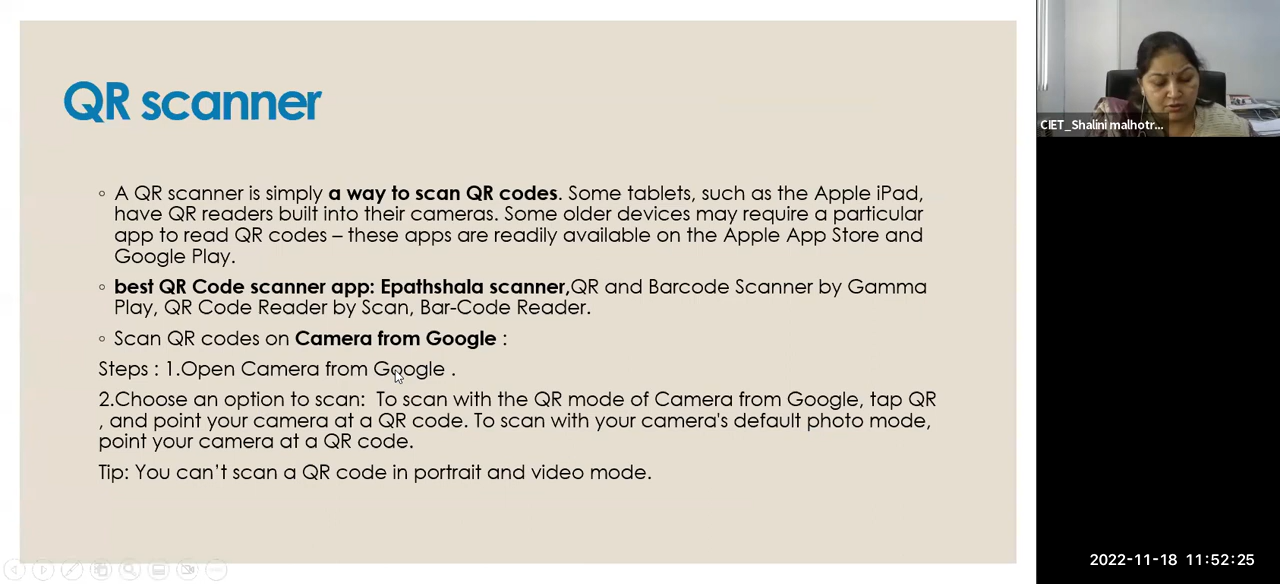 QR scanner
◦ A QR scanner is simply a way to scan QR codes. Some tablets, such as the Apple iPad,
have QR readers built into their cameras. Some older devices may require a particular
app to read QR codes – these apps are readily available on the Apple App Store and
Google Play.
◦ best QR Code scanner app: Epathshala scanner,QR and Barcode Scanner by Gamma
Play, QR Code Reader by Scan, Bar-Code Reader.
◦ Scan QR codes on Camera from Google :
Steps : 1.Open Camera from Google .
2.Choose an option to scan:  To scan with the QR mode of Camera from Google, tap QR
, and point your camera at a QR code. To scan with your camera's default photo mode,
point your camera at a QR code.
Tip: You can't scan a QR code in portrait and video mode.
CIET_Shalini malhotr...
2022-11-18 11:52:25